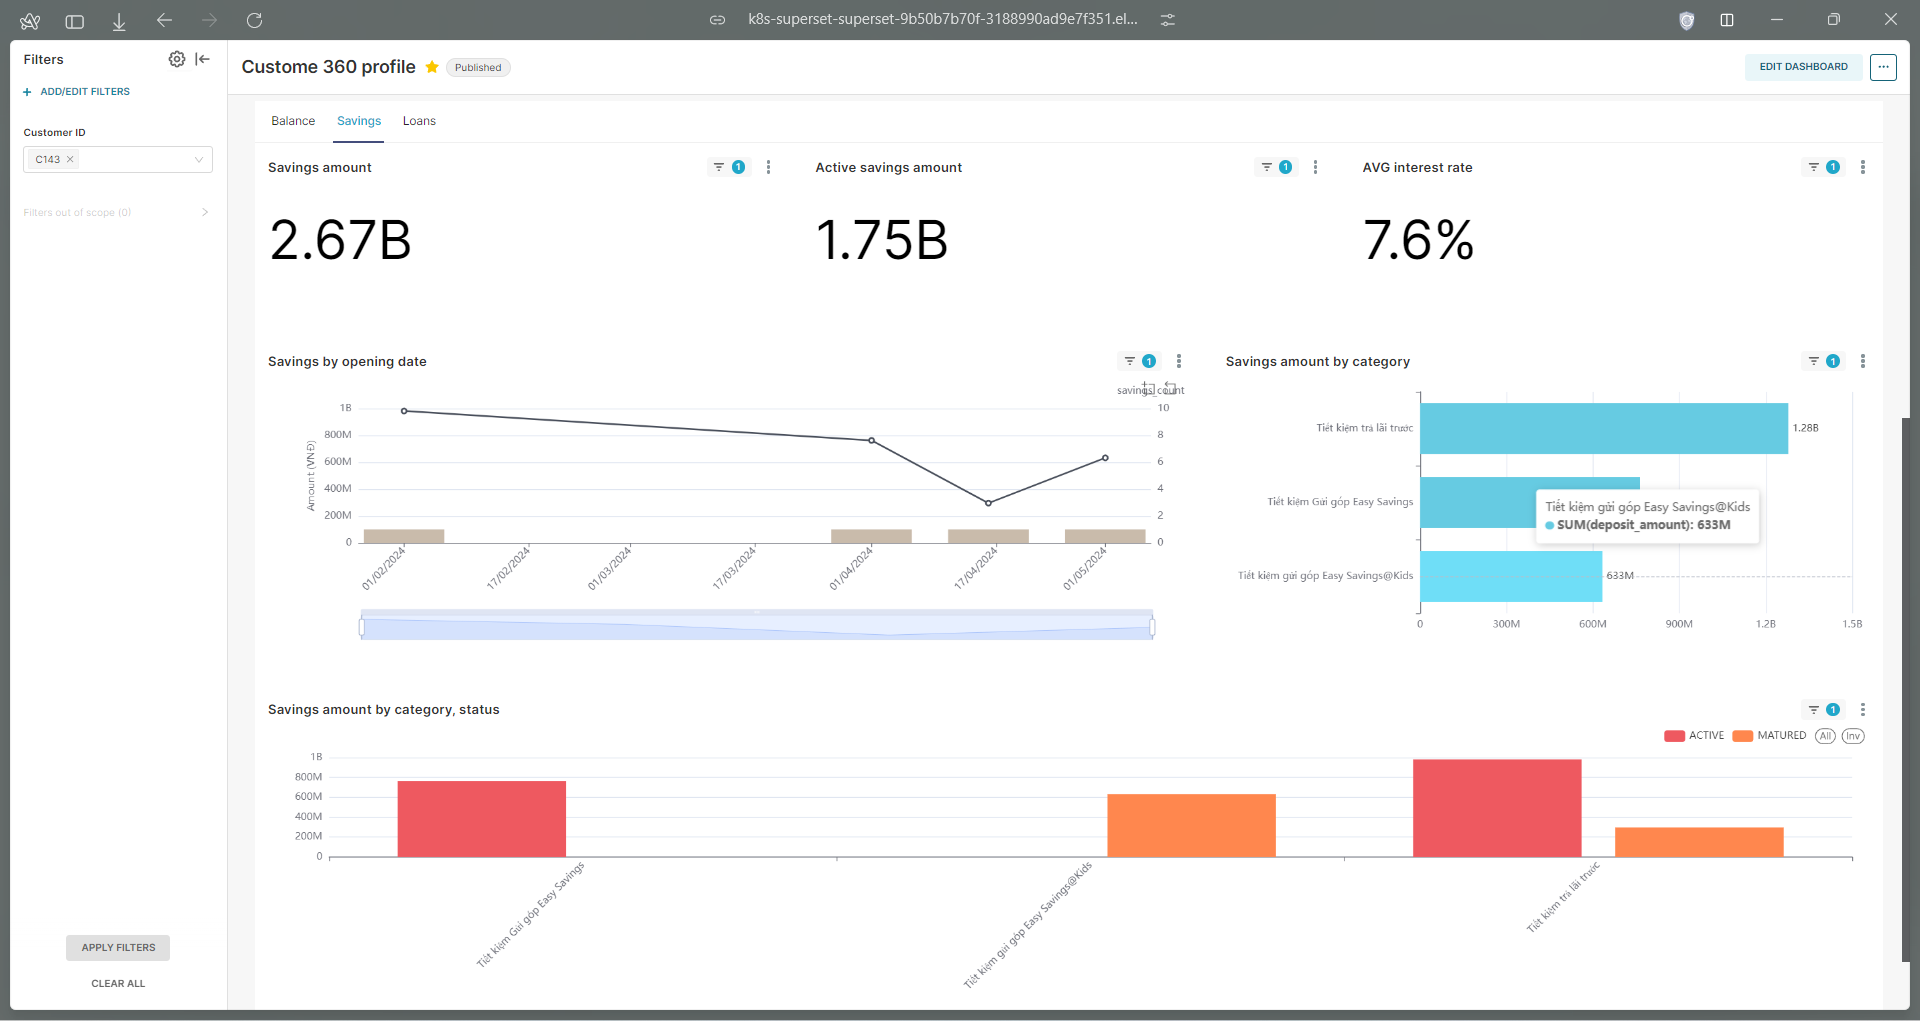 k8s-superset-superset-9b50b7b70f-3188990ad9e7f351.el...
Filters
+ ADD/EDIT FILTERS
Customer ID
C143 ×
Filters out of scope (0)
APPLY FILTERS
CLEAR ALL
Custome 360 profile
Published
EDIT DASHBOARD
...
Balance
Savings
Loans
Savings amount
1
2.67B
Active savings amount
1
1.75B
AVG interest rate
1
7.6%
Savings by opening date
1
savings_count
Amount (VNĐ)
1B
800M
600M
400M
200M
0
10
8
6
4
2
0
01/02/2024
17/02/2024
01/03/2024
17/03/2024
01/04/2024
17/04/2024
01/05/2024
Savings amount by category
1
Tiết kiệm trả lãi trước
1.28B
Tiết kiệm Gửi góp Easy Savings
Tiết kiệm gửi góp Easy Savings@Kids
SUM(deposit_amount): 633M
Tiết kiệm gửi góp Easy Savings@Kids
633M
0
300M
600M
900M
1.2B
1.5B
Savings amount by category, status
1
ACTIVE
MATURED
All
Inv
1B
800M
600M
400M
200M
0
Tiết kiệm Gửi góp Easy Savings
Tiết kiệm gửi góp Easy Savings@Kids
Tiết kiệm trả lãi trước